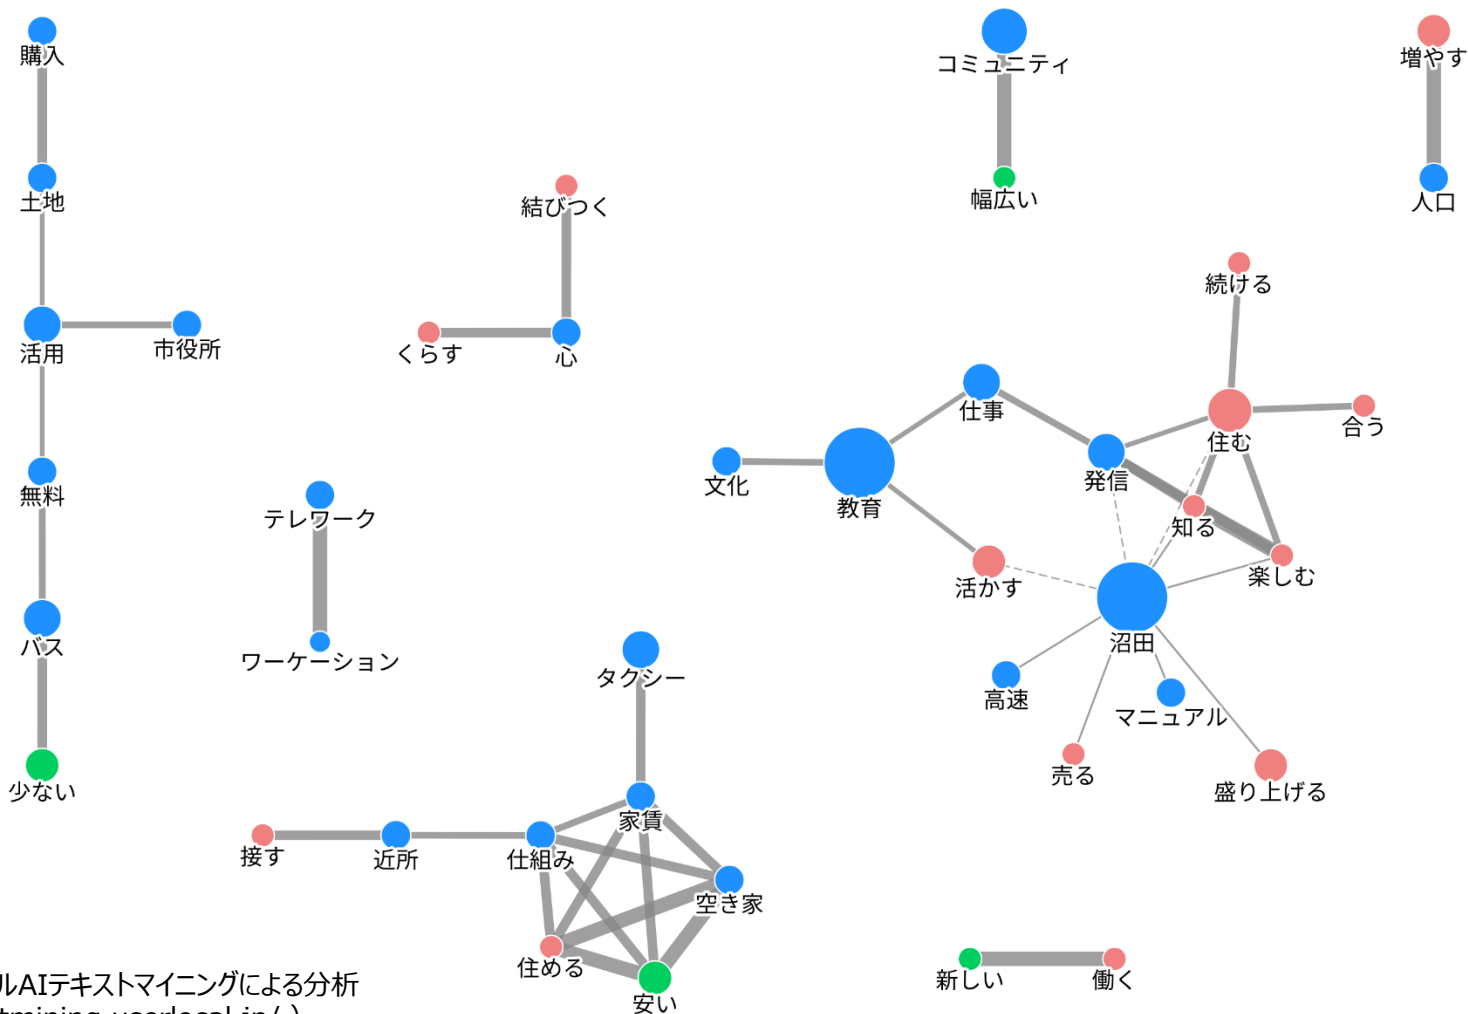 購入
コミュニティ
増やす
土地
結びつく
幅広い
人口
続ける
活用
市役所
くらす
心
仕事
住む
合う
文化
教育
発信
無料
テレワーク
知る
活かす
楽しむ
バス
ワーケーション
タクシー
沼田
高速
マニュアル
売る
少ない
盛り上げる
家賃
接す
近所
仕組み
空き家
住める
安い
新しい
働く
ルAIテキストマイニングによる分析
tmining.userlocal.jp/